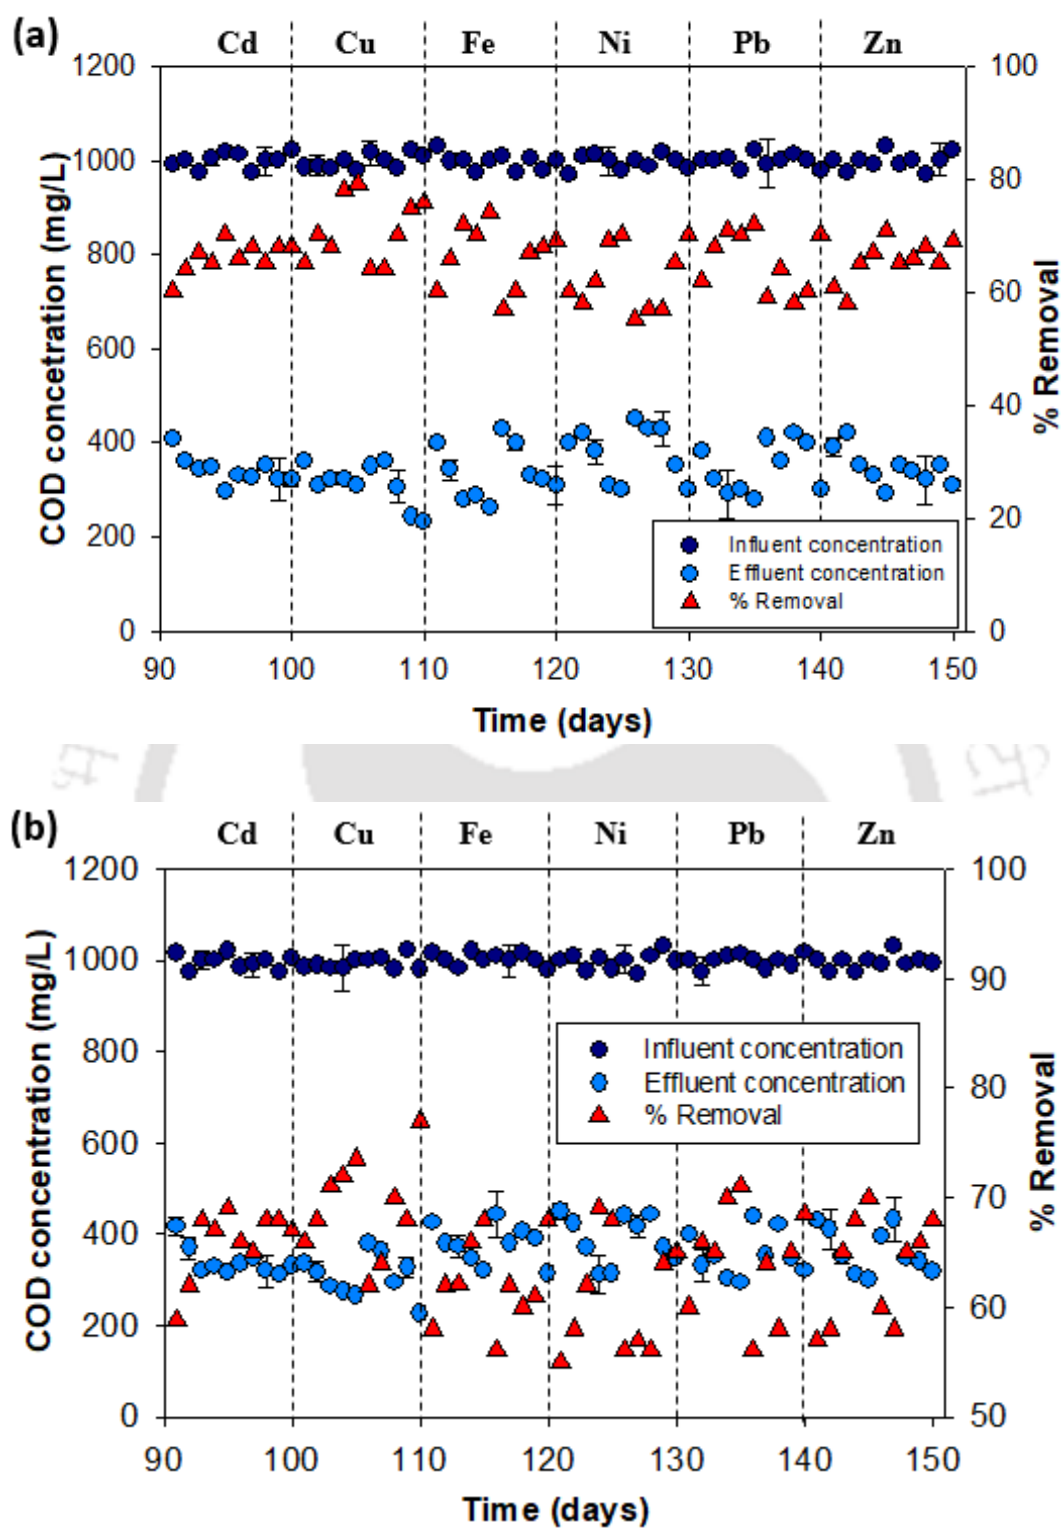 (a)
Cd Cu Fe Ni Pb Zn
1200 100
1000
80
800
60
600
40
400
20
200
0 0
COD concetration (mg/L)
% Removal
Influent concentration
Effluent concentration
% Removal
90 100 110 120 130 140 150
Time (days)
(b)
Cd Cu Fe Ni Pb Zn
1200 100
1000 90
800
80
600
70
400
60
200
0 50
COD concentration (mg/L)
% Removal
Influent concentration
Effluent concentration
% Removal
90 100 110 120 130 140 150
Time (days)